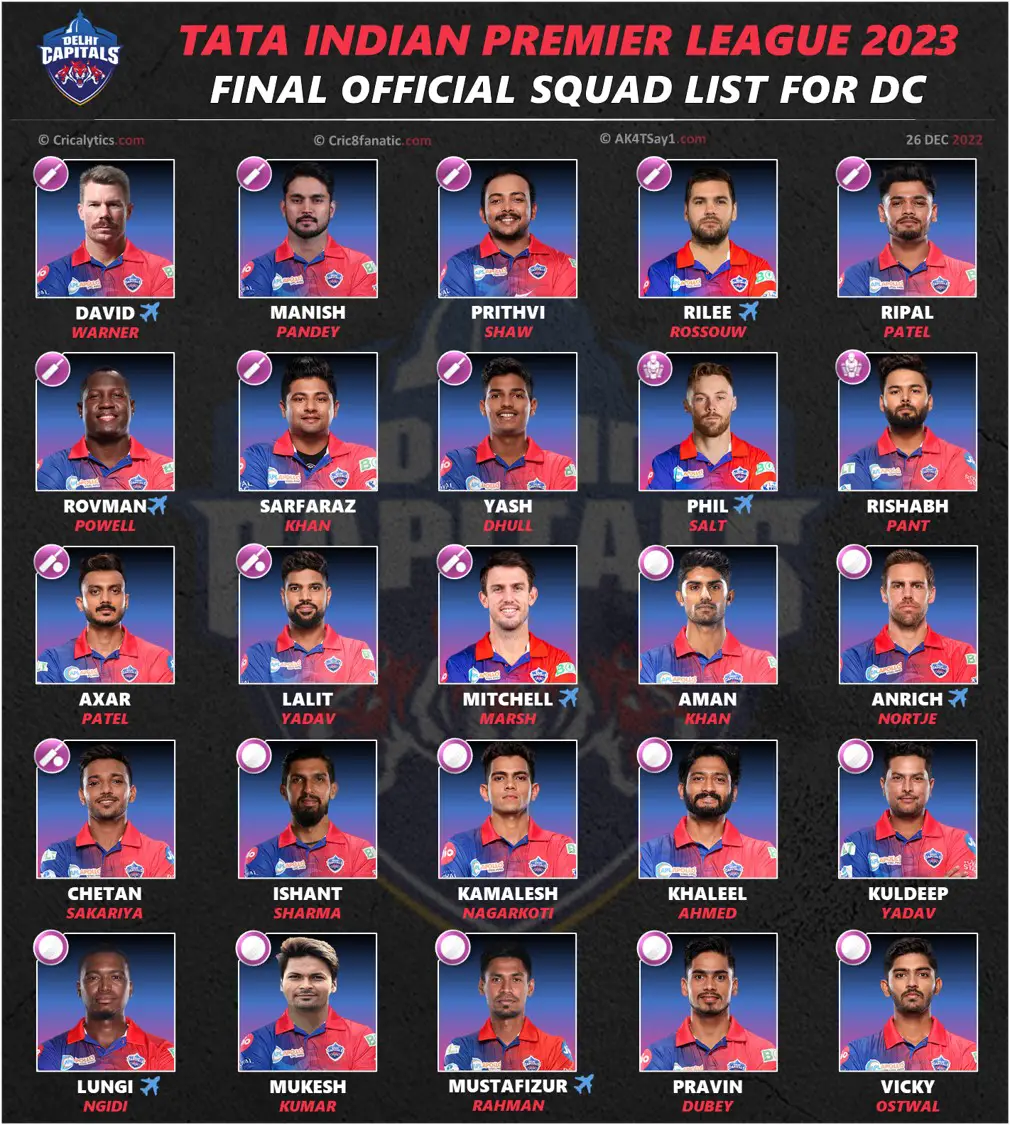 DELHI
CAPITALS
TATA INDIAN PREMIER LEAGUE 2023
FINAL OFFICIAL SQUAD LIST FOR DC
© Cricalytics.com © Cric8fanatic.com © AK4TSay1.com 26 DEC 2022
DAVID MANISH PRITHVI RILEE RIPAL
WARNER PANDEY SHAW ROSSOUW PATEL
ROVMAN SARFARAZ YASH PHIL RISHABH
POWELL KHAN DHULL SALT PANT
AXAR LALIT MITCHELL AMAN ANRICH
PATEL YADAV MARSH KHAN NORTJE
CHETAN ISHANT KAMALESH KHALEEL KULDEEP
SAKARIYA SHARMA NAGARKOTI AHMED YADAV
LUNGI MUKESH MUSTAFIZUR PRAVIN VICKY
NGIDI KUMAR RAHMAN DUBEY OSTWAL